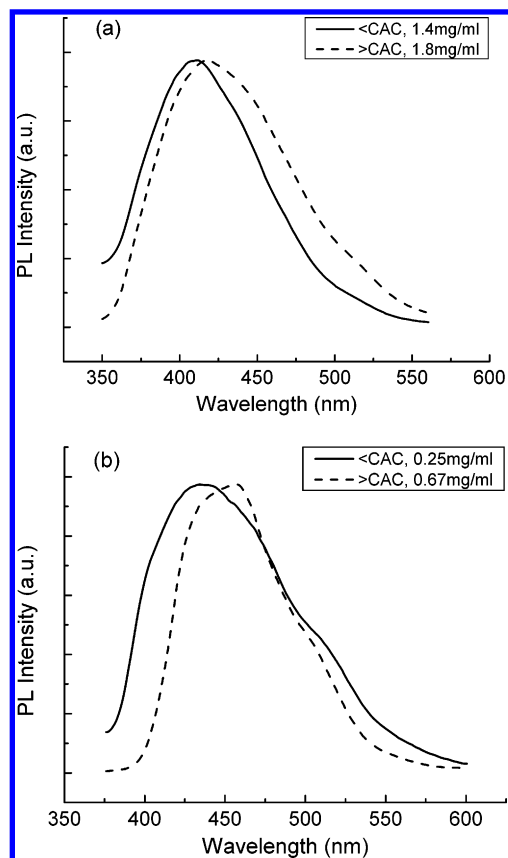 (a)
<CAC, 1.4mg/ml
>CAC, 1.8mg/ml
PL Intensity (a.u.)
350 400 450 500 550 600
Wavelength (nm)
(b)
<CAC, 0.25mg/ml
>CAC, 0.67mg/ml
PL Intensity (a.u.)
350 400 450 500 550 600
Wavelength (nm)